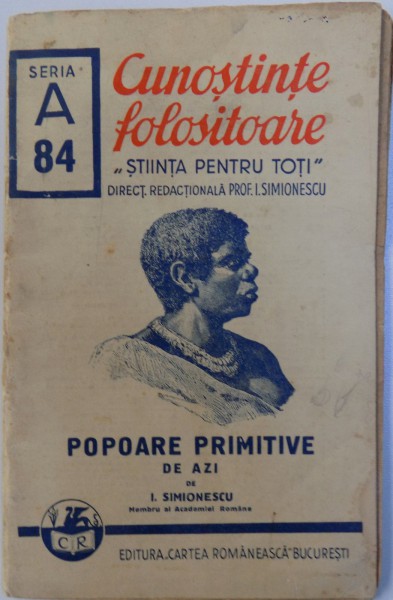 SERIA
A
84
Cunoștințe
folositoare
„ȘTIINȚA PENTRU TOȚI"
DIRECȚ. REDACȚIONALĂ PROF. I. SIMIONESCU
POPOARE PRIMITIVE
DE AZI
DE
I. SIMIONESCU
Membru al Academiei Române
C R
EDITURA „CARTEA ROMÂNEASCĂ" BUCUREȘTI